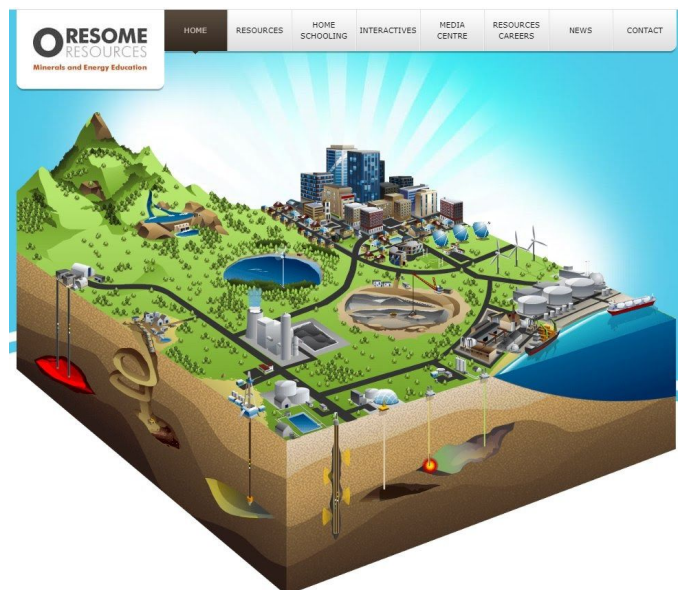 ORESOME
RESOURCES
Minerals and Energy Education
HOME
RESOURCES
HOME
SCHOOLING
INTERACTIVES
MEDIA
CENTRE
RESOURCES
CAREERS
NEWS
CONTACT